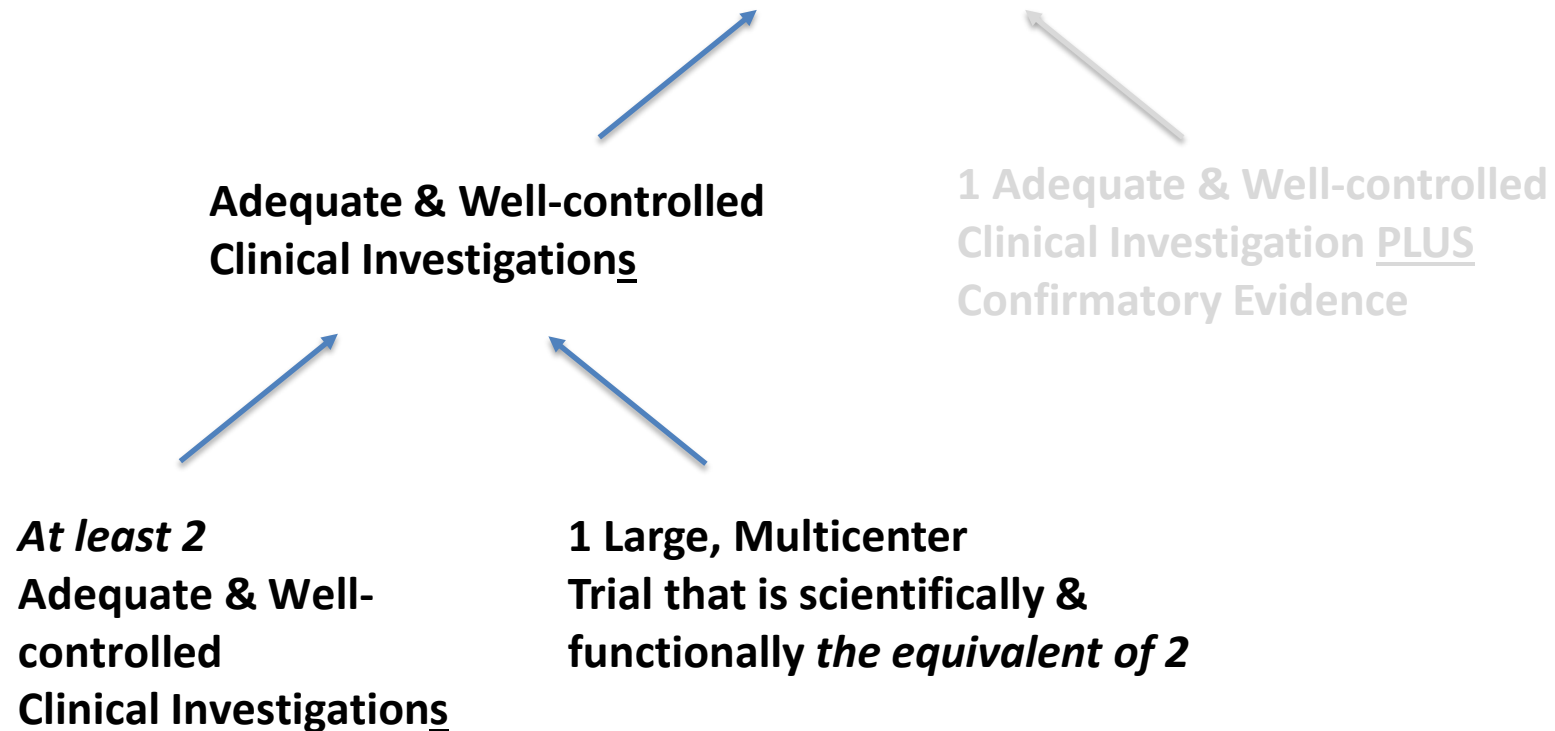 Adequate & Well-controlled
Clinical Investigations
1 Adequate & Well-controlled
Clinical Investigation PLUS
Confirmatory Evidence
At least 2
Adequate & Well-
controlled
Clinical Investigations
1 Large, Multicenter
Trial that is scientifically &
functionally the equivalent of 2